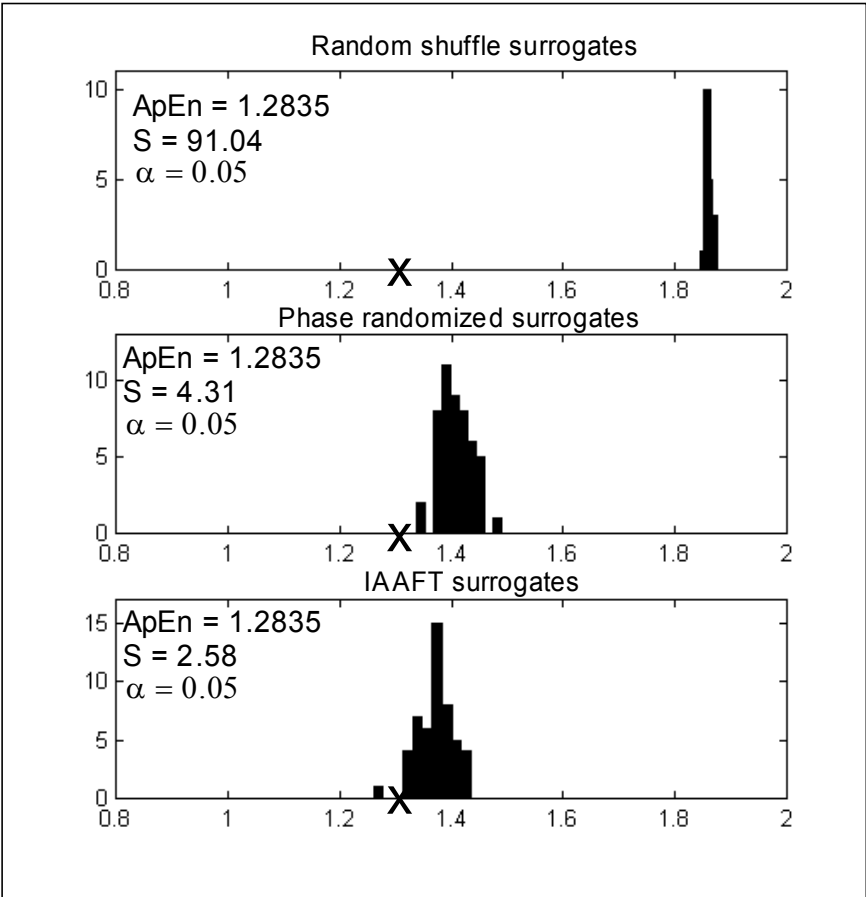 Random shuffle surrogates
10
5
0
ApEn = 1.2835
S = 91.04
α = 0.05
X
0.8 1 1.2 1.4 1.6 1.8 2
Phase randomized surrogates
10
5
0
ApEn = 1.2835
S = 4.31
α = 0.05
X
0.8 1 1.2 1.4 1.6 1.8 2
IAAFT surrogates
15
10
5
0
ApEn = 1.2835
S = 2.58
α = 0.05
X
0.8 1 1.2 1.4 1.6 1.8 2